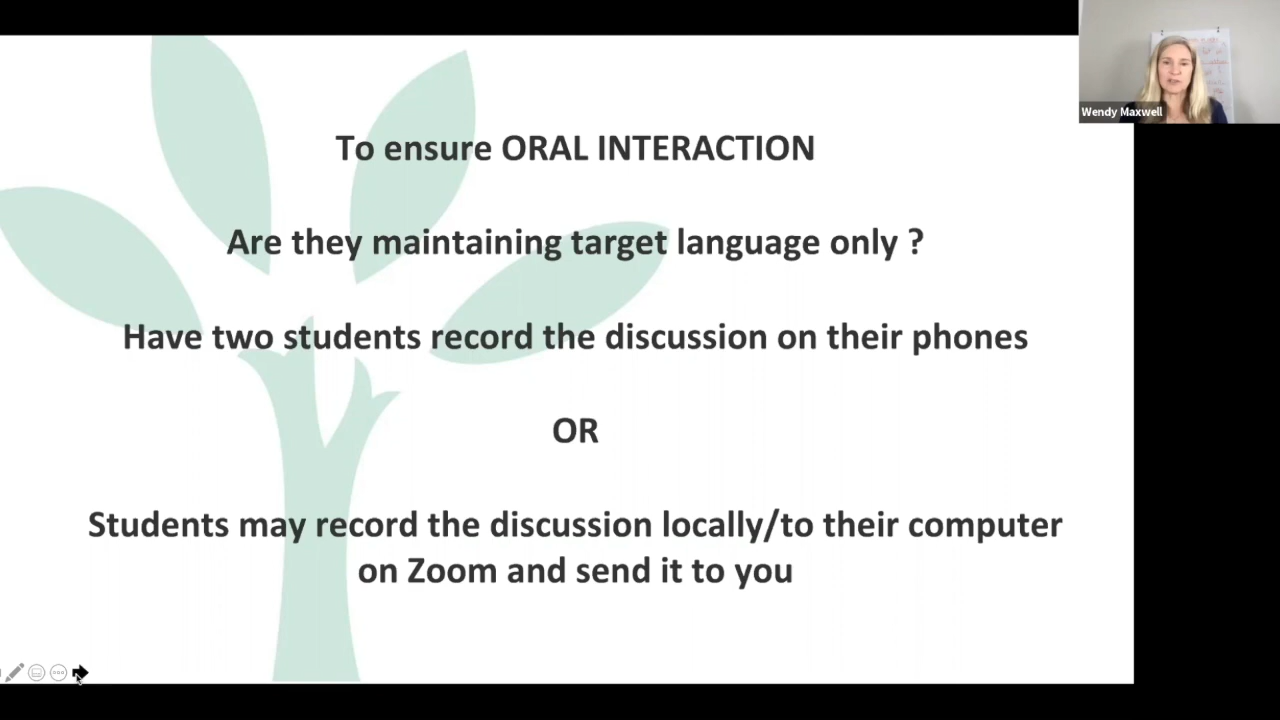 To ensure ORAL INTERACTION
Are they maintaining target language only ?
Have two students record the discussion on their phones
OR
Students may record the discussion locally/to their computer
on Zoom and send it to you
Wendy Maxwell